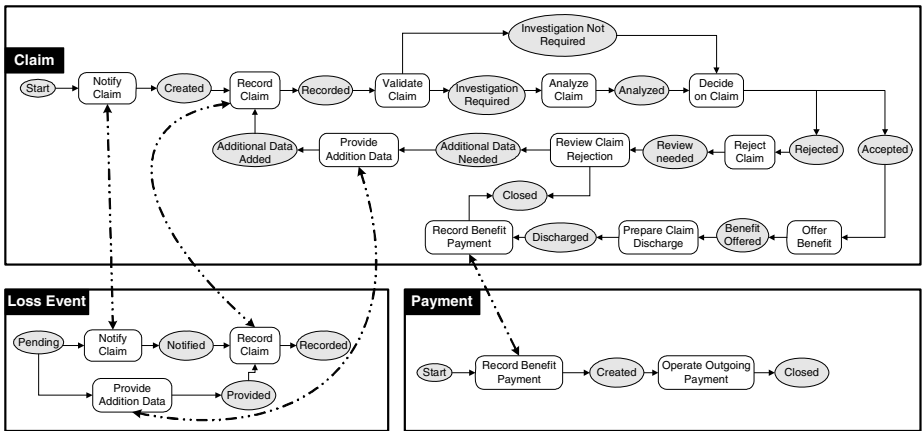 Claim
Investigation Not
Required
Start
Notify
Claim
Created
Record
Claim
Recorded
Validate
Claim
Investigation
Required
Analyze
Claim
Analyzed
Decide
on Claim
Additional Data
Added
Provide
Addition Data
Additional Data
Needed
Review Claim
Rejection
Review
needed
Reject
Claim
Rejected
Accepted
Closed
Record Benefit
Payment
Discharged
Prepare Claim
Discharge
Benefit
Offered
Offer
Benefit
Loss Event
Pending
Notify
Claim
Notified
Record
Claim
Recorded
Provide
Addition Data
Provided
Payment
Start
Record Benefit
Payment
Created
Operate Outgoing
Payment
Closed